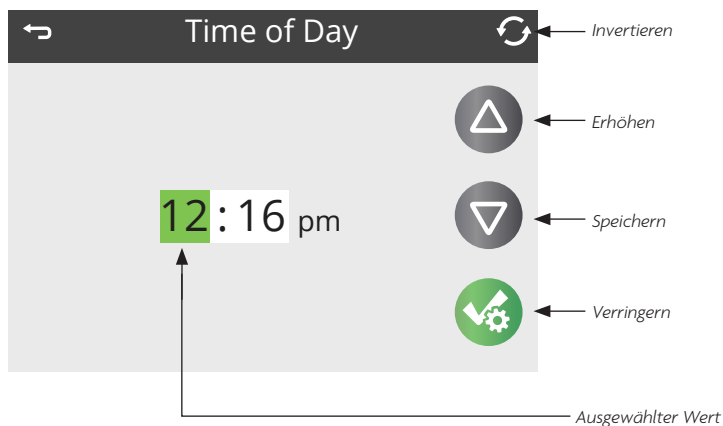 Time of Day
Invertieren
Erhöhen
12 : 16 pm
Speichern
Verringern
Ausgewählter Wert